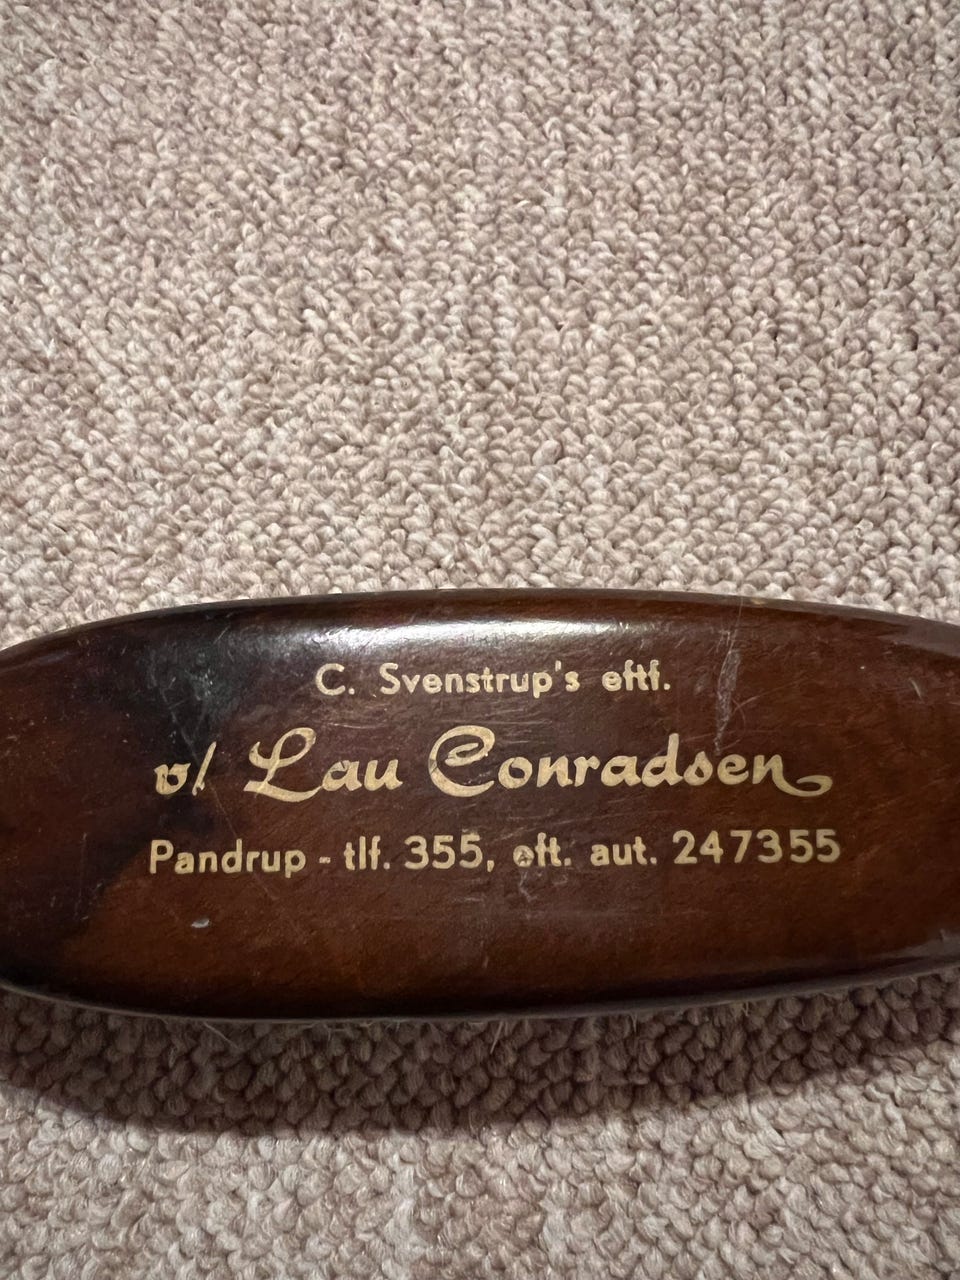 C. Svenstrup's eftf.
v/ Lau Conradsen
Pandrup - tlf. 355, eft. aut. 247355